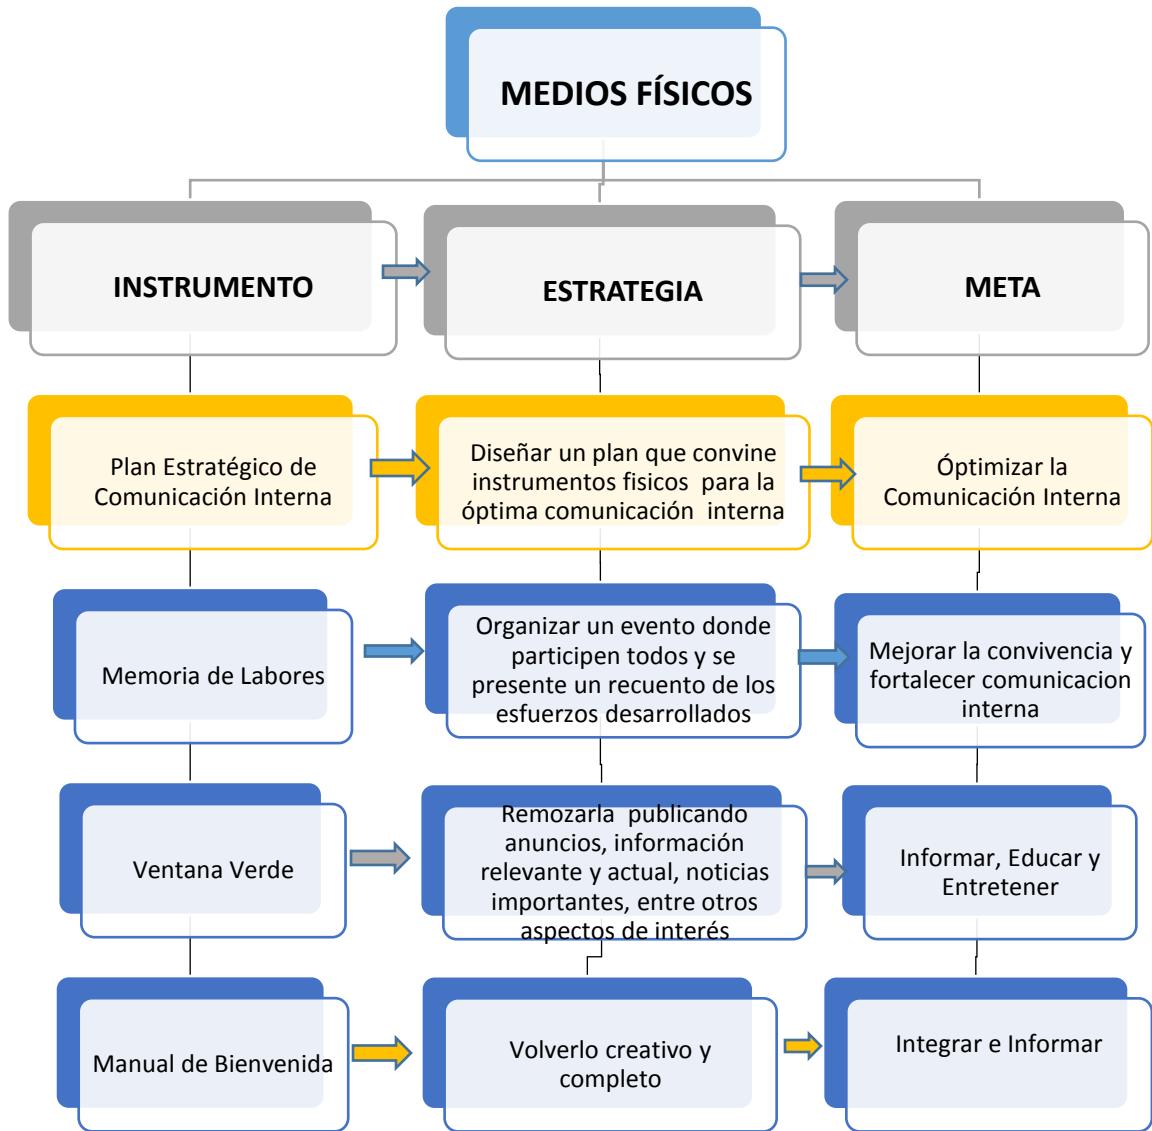 MEDIOS FÍSICOS
INSTRUMENTO
ESTRATEGIA
META
Plan Estratégico de
Comunicación Interna
Diseñar un plan que convine
instrumentos fisicos para la
óptima comunicación interna
Óptimizar la
Comunicación Interna
Memoria de Labores
Organizar un evento donde
participen todos y se
presente un recuento de los
esfuerzos desarrollados
Mejorar la convivencia y
fortalecer comunicacion
interna
Ventana Verde
Remozarla publicando
anuncios, información
relevante y actual, noticias
importantes, entre otros
aspectos de interés
Informar, Educar y
Entretener
Manual de Bienvenida
Volverlo creativo y
completo
Integrar e Informar